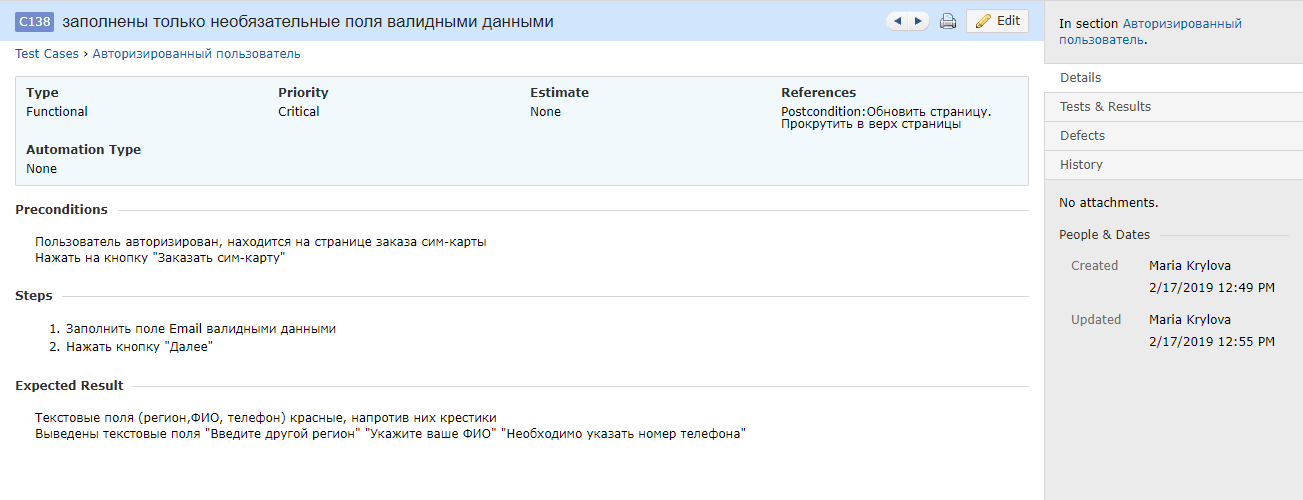 C138 заполнены только необязательные поля валидными данными
Edit
Test Cases › Авторизированный пользователь
Type
Functional
Priority
Critical
Estimate
None
References
Postcondition:Обновить страницу.
Прокрутить в верх страницы
Automation Type
None
Preconditions
Пользователь авторизирован, находится на странице заказа сим-карты
Нажать на кнопку "Заказать сим-карту"
Steps
1. Заполнить поле Email валидными данными
2. Нажать кнопку "Далее"
Expected Result
Текстовые поля (регион,ФИО, телефон) красные, напротив них крестики
Выведены текстовые поля "Введите другой регион" "Укажите ваше ФИО" "Необходимо указать номер телефона"
In section Авторизированный
пользователь.
Details
Tests & Results
Defects
History
No attachments.
People & Dates
Created Maria Krylova
2/17/2019 12:49 PM
Updated Maria Krylova
2/17/2019 12:55 PM